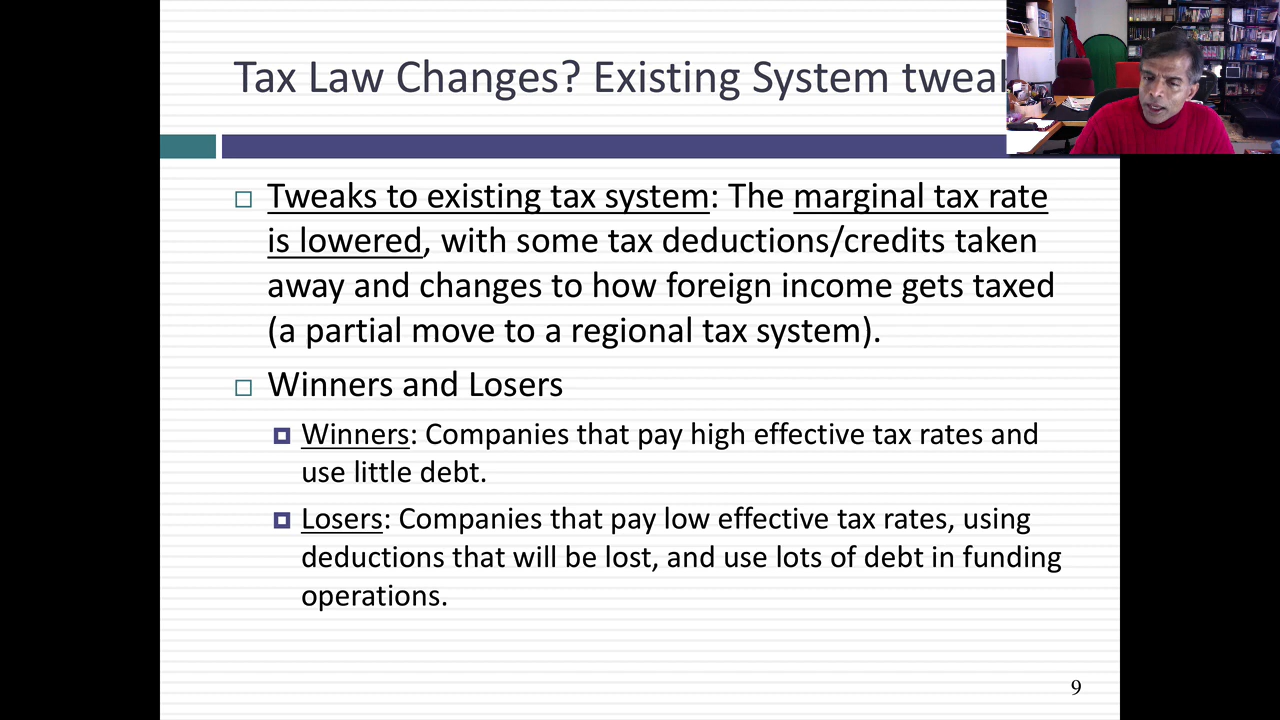 Tax Law Changes? Existing System
Tweaks to existing tax system: The marginal tax rate
is lowered, with some tax deductions/credits taken
away and changes to how foreign income gets taxed
(a partial move to a regional tax system).
Winners and Losers
Winners: Companies that pay high effective tax rates and
use little debt.
Losers: Companies that pay low effective tax rates, using
deductions that will be lost, and use lots of debt in funding
operations.
9